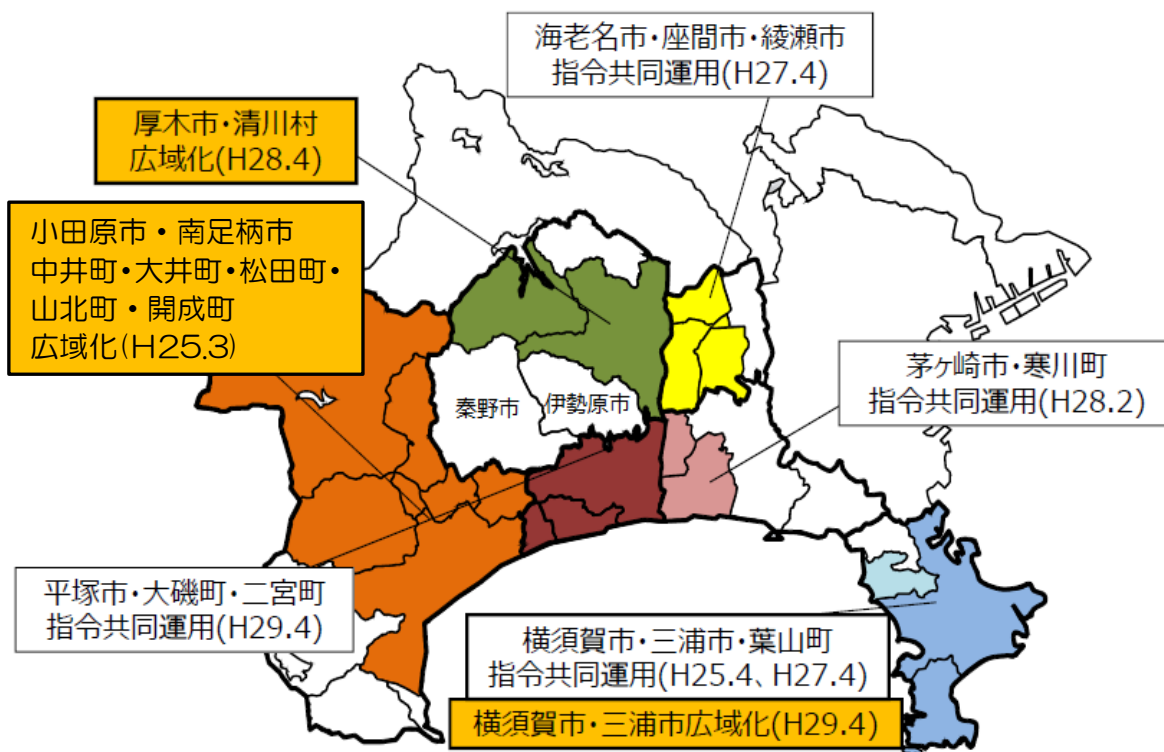 海老名市・座間市・綾瀬市
指令共同運用(H27.4)
厚木市・清川村
広域化(H28.4)
小田原市・南足柄市
中井町・大井町・松田町・
山北町・開成町
広域化(H25.3)
秦野市
伊勢原市
茅ヶ崎市・寒川町
指令共同運用(H28.2)
平塚市・大磯町・二宮町
指令共同運用(H29.4)
横須賀市・三浦市・葉山町
指令共同運用(H25.4、H27.4)
横須賀市・三浦市広域化(H29.4)